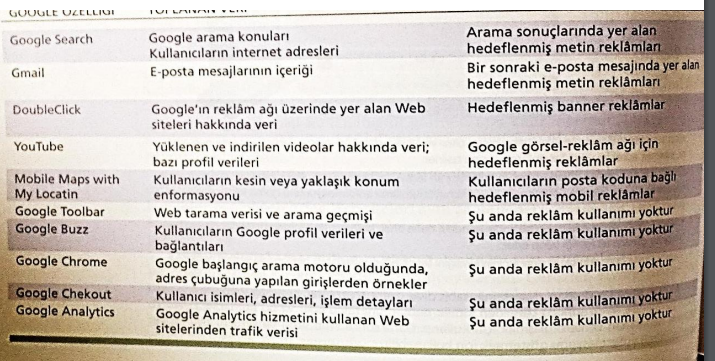 GOOGLE ÖZELLİĞİ TOPLANAN VERİ
Google Search Google arama konuları Arama sonuçlarında yer alan
Kullanıcıların internet adresleri hedeflenmiş metin reklâmları
Gmail E-posta mesajlarının içeriği Bir sonraki e-posta mesajında yer alan
hedeflenmiş metin reklâmları
DoubleClick Google'ın reklâm ağı üzerinde yer alan Web Hedeflenmiş banner reklâmlar
siteleri hakkında veri
YouTube Yüklenen ve indirilen videolar hakkında veri; Google görsel-reklâm ağı için
bazı profil verileri hedeflenmiş reklâmlar
Mobile Maps with Kullanıcıların kesin veya yaklaşık konum Kullanıcıların posta koduna bağlı
My Locatin enformasyonu hedeflenmiş mobil reklâmlar
Google Toolbar Web tarama verisi ve arama geçmişi Şu anda reklâm kullanımı yoktur
Google Buzz Kullanıcıların Google profil verileri ve Şu anda reklâm kullanımı yoktur
bağlantıları
Google Chrome Google başlangıç arama motoru olduğunda, Şu anda reklâm kullanımı yoktur
adres çubuğuna yapılan girişlerden örnekler
Google Chekout Kullanıcı isimleri, adresleri, işlem detayları Şu anda reklâm kullanımı yoktur
Google Analytics Google Analytics hizmetini kullanan Web Şu anda reklâm kullanımı yoktur
sitelerinden trafik verisi